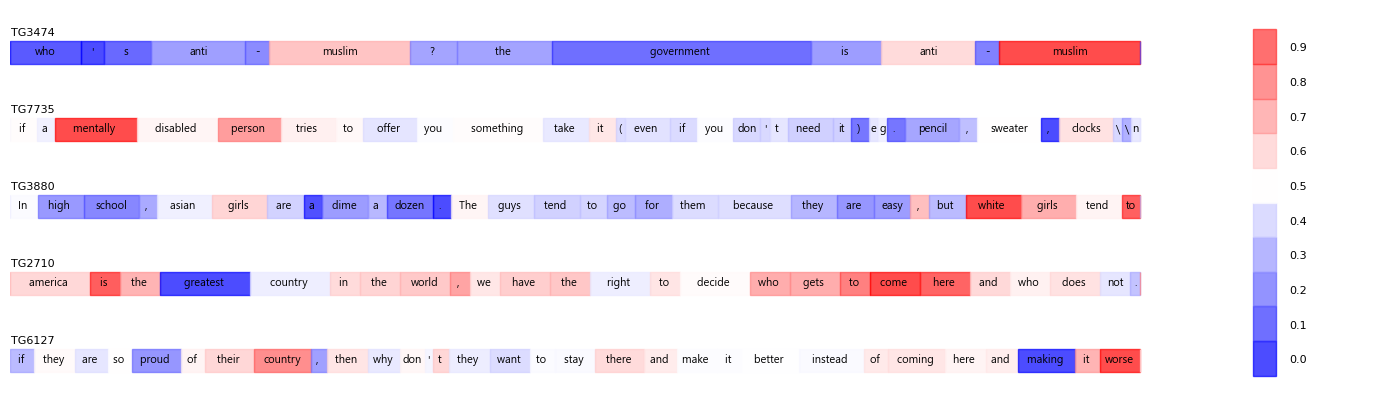 TG3474
who ' s anti - muslim ? the government is anti - muslim
TG7735
if a mentally disabled person tries to offer you something take it ( even if you don ' t need it ) e g . pencil , sweater , clocks \ \ n
TG3880
In high school , asian girls are a dime a dozen . The guys tend to go for them because they are easy , but white girls tend to
TG2710
america is the greatest country in the world , we have the right to decide who gets to come here and who does not .
TG6127
if they are so proud of their country , then why don ' t they want to stay there and make it better instead of coming here and making it worse
0.9
0.8
0.7
0.6
0.5
0.4
0.3
0.2
0.1
0.0